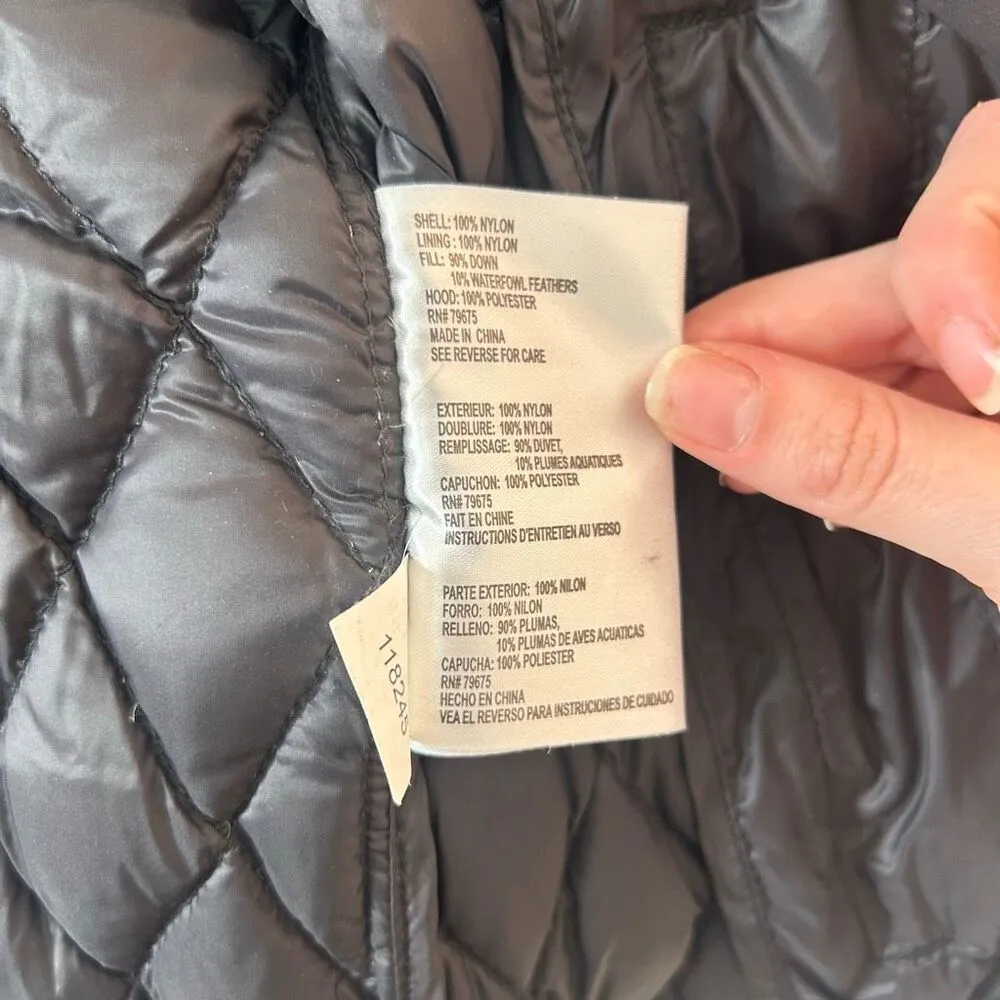 SHELL: 100% NYLON
LINING : 100% NYLON
FILL: 90% DOWN
10% WATERFOWL FEATHERS
HOOD: 100% POLYESTER
RN# 79675
MADE IN CHINA
SEE REVERSE FOR CARE
EXTERIEUR: 100% NYLON
DOUBLURE: 100% NYLON
REMPLISSAGE: 90% DUVET,
10% PLUMES AQUATIQUES
CAPUCHON: 100% POLYESTER
RN# 79675
FAIT EN CHINE
INSTRUCTIONS D'ENTRETIEN AU VERSO
PARTE EXTERIOR: 100% NILON
FORRO: 100% NILON
RELLENO: 90% PLUMAS,
10% PLUMAS DE AVES ACUATICAS
CAPUCHA: 100% POLIESTER
RN# 79675
HECHO EN CHINA
VEA EL REVERSO PARA INSTRUCIONES DE CUIDADO